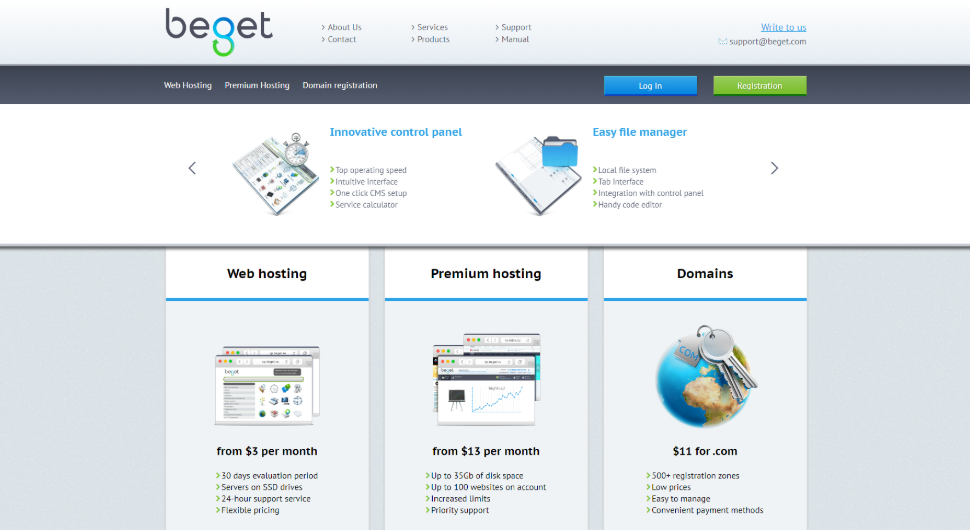 beget
About Us
Services
Support
Contact
Products
Manual
Write to us
support@beget.com
Web Hosting
Premium Hosting
Domain registration
Log In
Registration
Innovative control panel
Top operating speed
Intuitive Interface
One click CMS setup
Service calculator
Easy file manager
Local file system
Tab Interface
Integration with control panel
Handy code editor
Web hosting
Premium hosting
Domains
beget
beget
.COM
from $3 per month
30 days evaluation period
Servers on SSD drives
24-hour support service
Flexible pricing
from $13 per month
Up to 35Gb of disk space
Up to 100 websites on account
Increased limits
Priority support
$11 for .com
500+ registration zones
Low prices
Easy to manage
Convenient payment methods